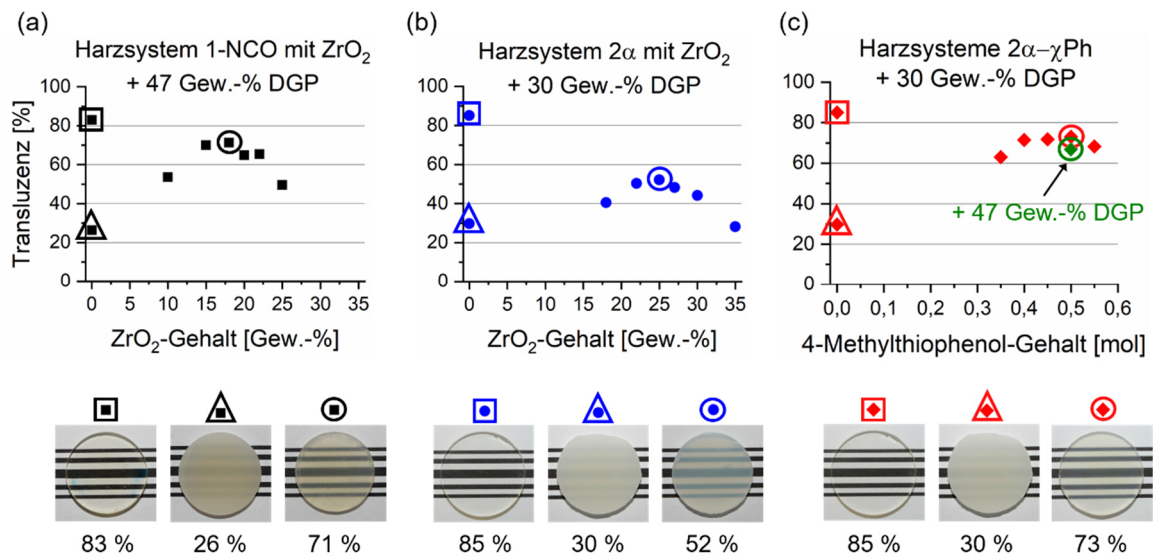 (a)
Harzsystem 1-NCO mit ZrO₂
+ 47 Gew.-% DGP
Transluzenz [%]
100
80
60
40
20
0
0 5 10 15 20 25 30 35
ZrO₂-Gehalt [Gew.-%]
(b)
Harzsystem 2α mit ZrO₂
+ 30 Gew.-% DGP
100
80
60
40
20
0
0 5 10 15 20 25 30 35
ZrO₂-Gehalt [Gew.-%]
(c)
Harzsysteme 2α–χPh
+ 30 Gew.-% DGP
100
80
60
40
20
0
+ 47 Gew.-% DGP
0,0 0,1 0,2 0,3 0,4 0,5 0,6
4-Methylthiophenol-Gehalt [mol]
83 % 26 % 71 %
85 % 30 % 52 %
85 % 30 % 73 %